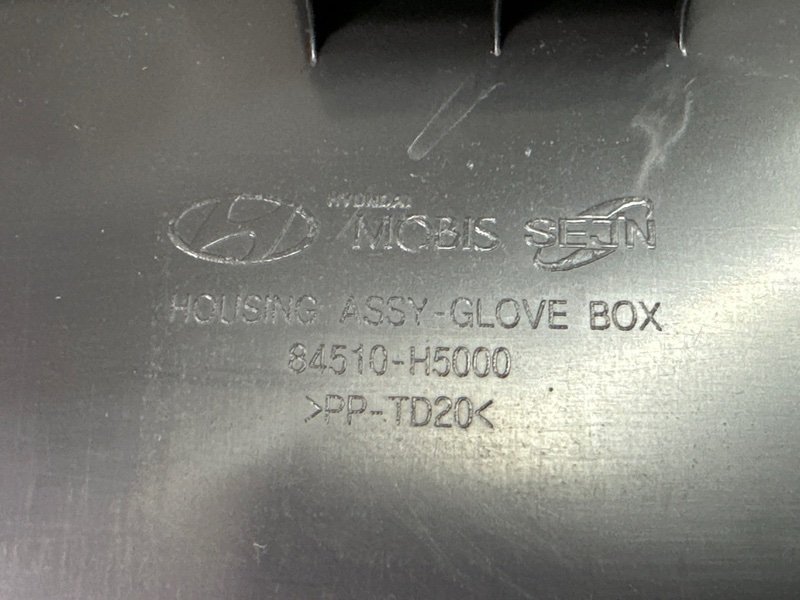 HYUNDAI
MOBIS SEJIN
HOUSING ASSY-GLOVE BOX
84510-H5000
>PP-TD20<